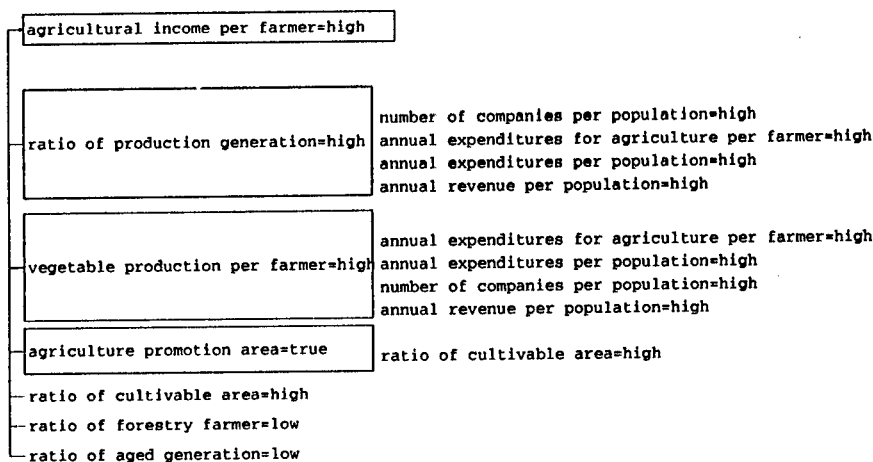 agricultural income per farmer=high
number of companies per population=high
annual expenditures for agriculture per farmer=high
ratio of production generation=high
annual expenditures per population=high
annual revenue per population=high
annual expenditures for agriculture per farmer=high
vegetable production per farmer=high
annual expenditures per population=high
number of companies per population=high
annual revenue per population=high
agriculture promotion area=true
ratio of cultivable area=high
ratio of cultivable area=high
ratio of forestry farmer=low
ratio of aged generation=low